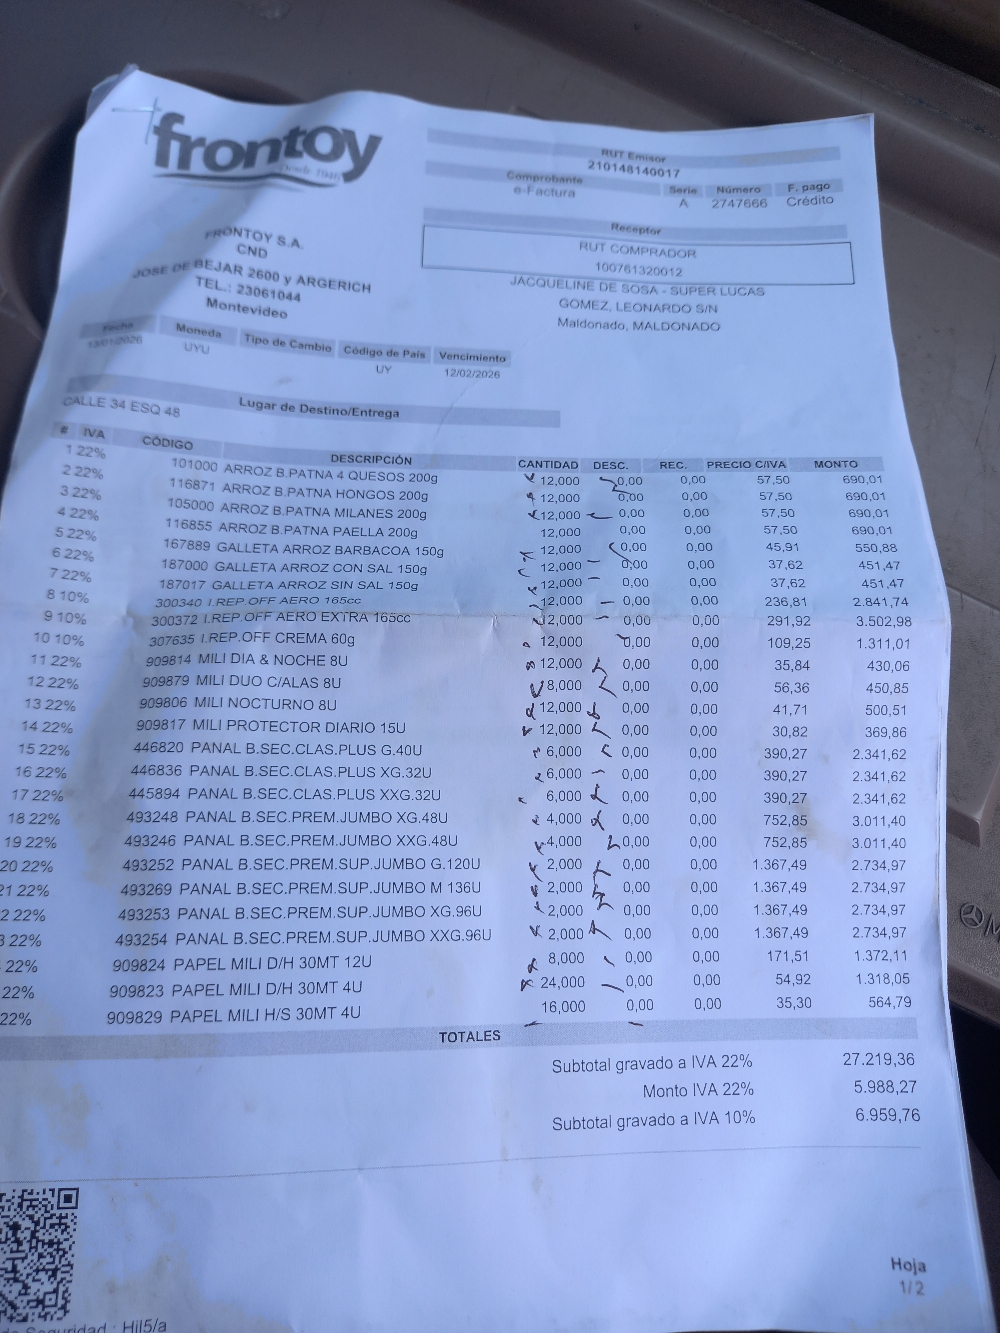 frontoy
Desde 1940
RUT Emisor
210148140017
Comprobante Serie Número F. pago
e-Factura A 2747666 Crédito
Receptor
RUT COMPRADOR
100761320012
JACQUELINE DE SOSA - SUPER LUCAS
GOMEZ, LEONARDO S/N
Maldonado, MALDONADO
FRONTOY S.A.
CND
JOSE DE BEJAR 2600 y ARGERICH
TEL.: 23061044
Montevideo
Fecha Moneda Tipo de Cambio Código de País Vencimiento
13/01/2026 UYU UY 12/02/2026
Lugar de Destino/Entrega
CALLE 34 ESQ 48
# IVA CÓDIGO DESCRIPCIÓN CANTIDAD DESC. REC. PRECIO C/IVA MONTO
1 22% 101000 ARROZ B.PATNA 4 QUESOS 200g 12,000 0,00 0,00 57,50 690,01
2 22% 116871 ARROZ B.PATNA HONGOS 200g 12,000 0,00 0,00 57,50 690,01
3 22% 105000 ARROZ B.PATNA MILANES 200g 12,000 0,00 0,00 57,50 690,01
4 22% 116855 ARROZ B.PATNA PAELLA 200g 12,000 0,00 0,00 57,50 690,01
5 22% 167889 GALLETA ARROZ BARBACOA 150g 12,000 0,00 0,00 45,91 550,88
6 22% 187000 GALLETA ARROZ CON SAL 150g 12,000 0,00 0,00 37,62 451,47
7 22% 187017 GALLETA ARROZ SIN SAL 150g 12,000 0,00 0,00 37,62 451,47
8 10% 300340 I.REP.OFF AERO 165cc 12,000 0,00 0,00 236,81 2.841,74
9 10% 300372 I.REP.OFF AERO EXTRA 165cc 12,000 0,00 0,00 291,92 3.502,98
10 10% 307635 I.REP.OFF CREMA 60g 12,000 0,00 0,00 109,25 1.311,01
11 22% 909814 MILI DIA & NOCHE 8U 12,000 0,00 0,00 35,84 430,06
12 22% 909879 MILI DUO C/ALAS 8U 8,000 0,00 0,00 56,36 450,85
13 22% 909806 MILI NOCTURNO 8U 12,000 0,00 0,00 41,71 500,51
14 22% 909817 MILI PROTECTOR DIARIO 15U 12,000 0,00 0,00 30,82 369,86
15 22% 446820 PANAL B.SEC.CLAS.PLUS G.40U 6,000 0,00 0,00 390,27 2.341,62
16 22% 446836 PANAL B.SEC.CLAS.PLUS XG.32U 6,000 0,00 0,00 390,27 2.341,62
17 22% 445894 PANAL B.SEC.CLAS.PLUS XXG.32U 6,000 0,00 0,00 390,27 2.341,62
18 22% 493248 PANAL B.SEC.PREM.JUMBO XG.48U 4,000 0,00 0,00 752,85 3.011,40
19 22% 493246 PANAL B.SEC.PREM.JUMBO XXG.48U 4,000 0,00 0,00 752,85 3.011,40
20 22% 493252 PANAL B.SEC.PREM.SUP.JUMBO G.120U 2,000 0,00 0,00 1.367,49 2.734,97
21 22% 493269 PANAL B.SEC.PREM.SUP.JUMBO M 136U 2,000 0,00 0,00 1.367,49 2.734,97
2 22% 493253 PANAL B.SEC.PREM.SUP.JUMBO XG.96U 2,000 0,00 0,00 1.367,49 2.734,97
3 22% 493254 PANAL B.SEC.PREM.SUP.JUMBO XXG.96U 2,000 0,00 0,00 1.367,49 2.734,97
22% 909824 PAPEL MILI D/H 30MT 12U 8,000 0,00 0,00 171,51 1.372,11
22% 909823 PAPEL MILI D/H 30MT 4U 24,000 0,00 0,00 54,92 1.318,05
22% 909829 PAPEL MILI H/S 30MT 4U 16,000 0,00 0,00 35,30 564,79
TOTALES
Subtotal gravado a IVA 22% 27.219,36
Monto IVA 22% 5.988,27
Subtotal gravado a IVA 10% 6.959,76
Hoja
1/2
Seguridad : Hil5/a